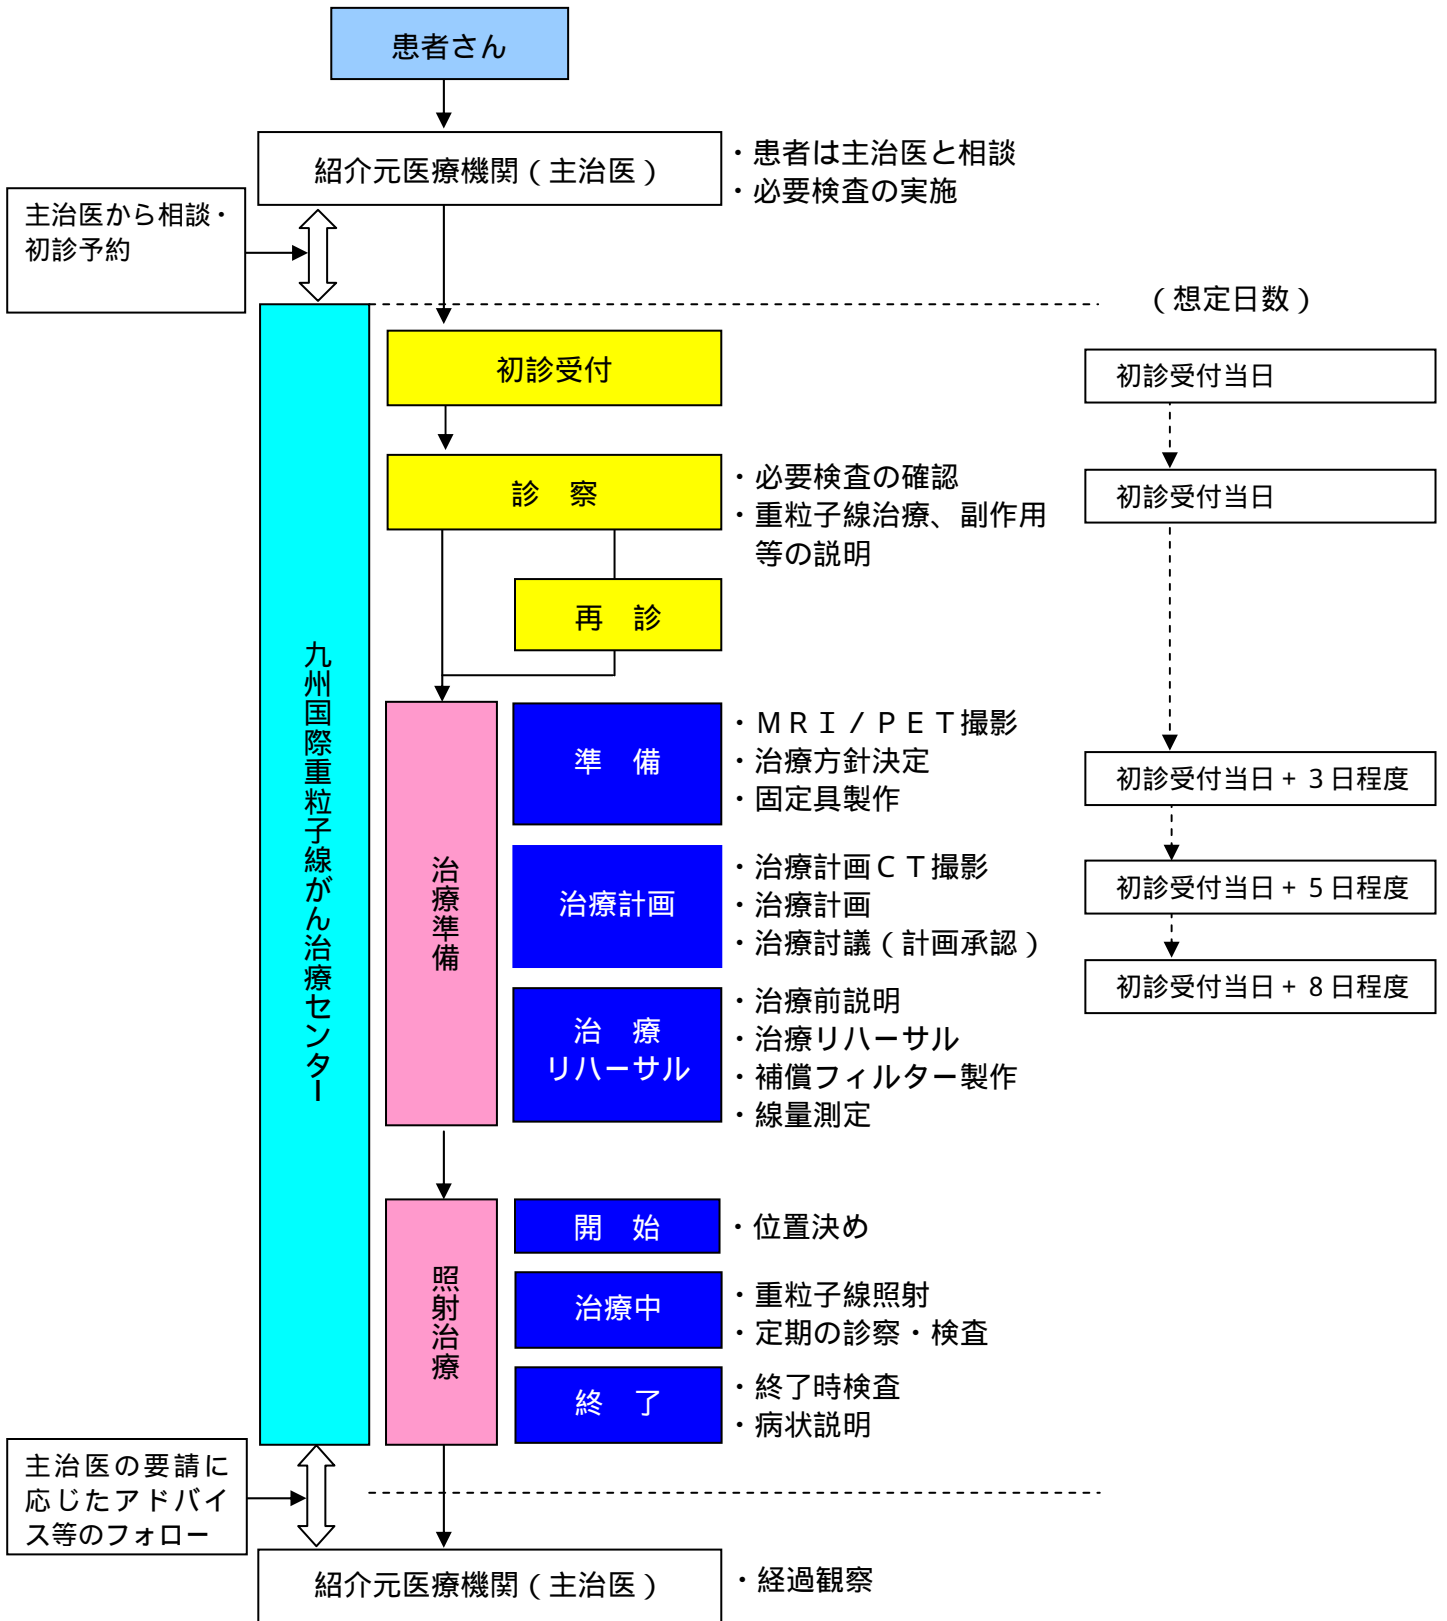 患者さん
紹介元医療機関（主治医）
・患者は主治医と相談
・必要検査の実施
主治医から相談・
初診予約
（想定日数）
九州国際重粒子線がん治療センター
初診受付
初診受付当日
診　察
・必要検査の確認
・重粒子線治療、副作用
等の説明
初診受付当日
再　診
治療準備
準　備
・ＭＲＩ／ＰＥＴ撮影
・治療方針決定
・固定具製作
初診受付当日+３日程度
治療計画
・治療計画ＣＴ撮影
・治療計画
・治療討議（計画承認）
初診受付当日+５日程度
治　療
リハーサル
・治療前説明
・治療リハーサル
・補償フィルター製作
・線量測定
初診受付当日+８日程度
照射治療
開　始
・位置決め
治療中
・重粒子線照射
・定期の診察・検査
終　了
・終了時検査
・病状説明
主治医の要請に
応じたアドバイ
ス等のフォロー
紹介元医療機関（主治医）
・経過観察